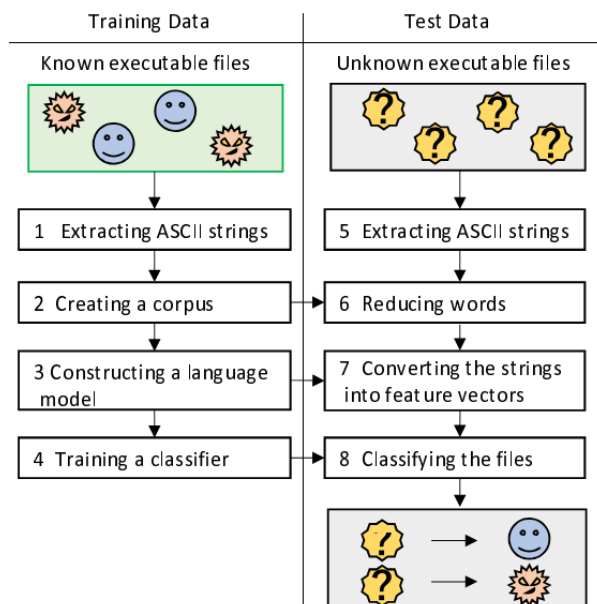 Training Data
Test Data
Known executable files
Unknown executable files
? ? ? ?
1 Extracting ASCII strings
5 Extracting ASCII strings
2 Creating a corpus
6 Reducing words
3 Constructing a language
model
7 Converting the strings
into feature vectors
4 Training a classifier
8 Classifying the files
?
?